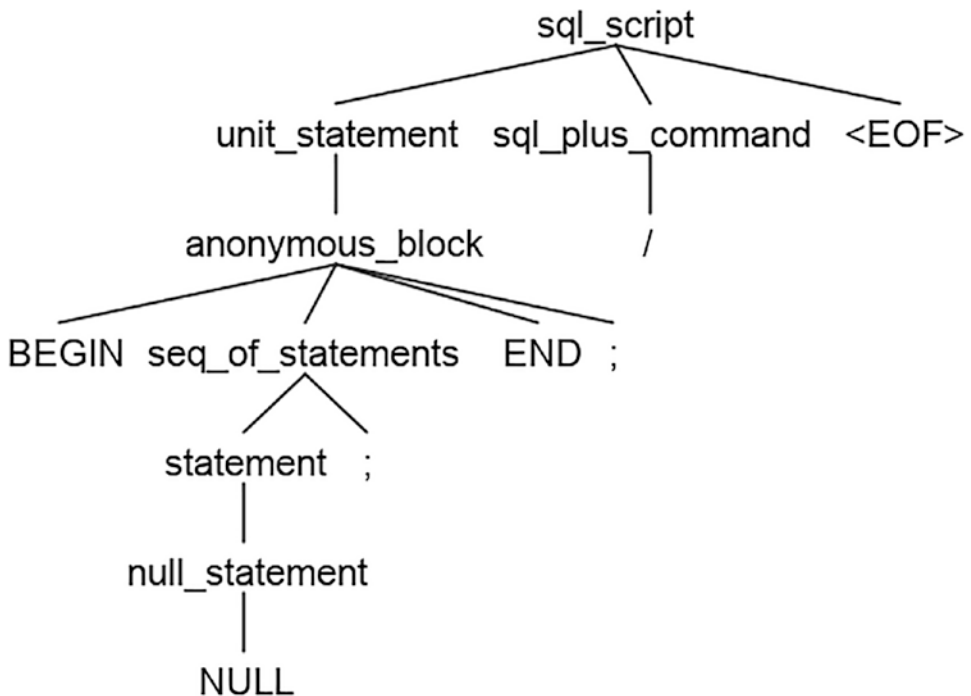 sql_script
unit_statement sql_plus_command <EOF>
anonymous_block /
BEGIN seq_of_statements END ;
statement ;
null_statement
NULL